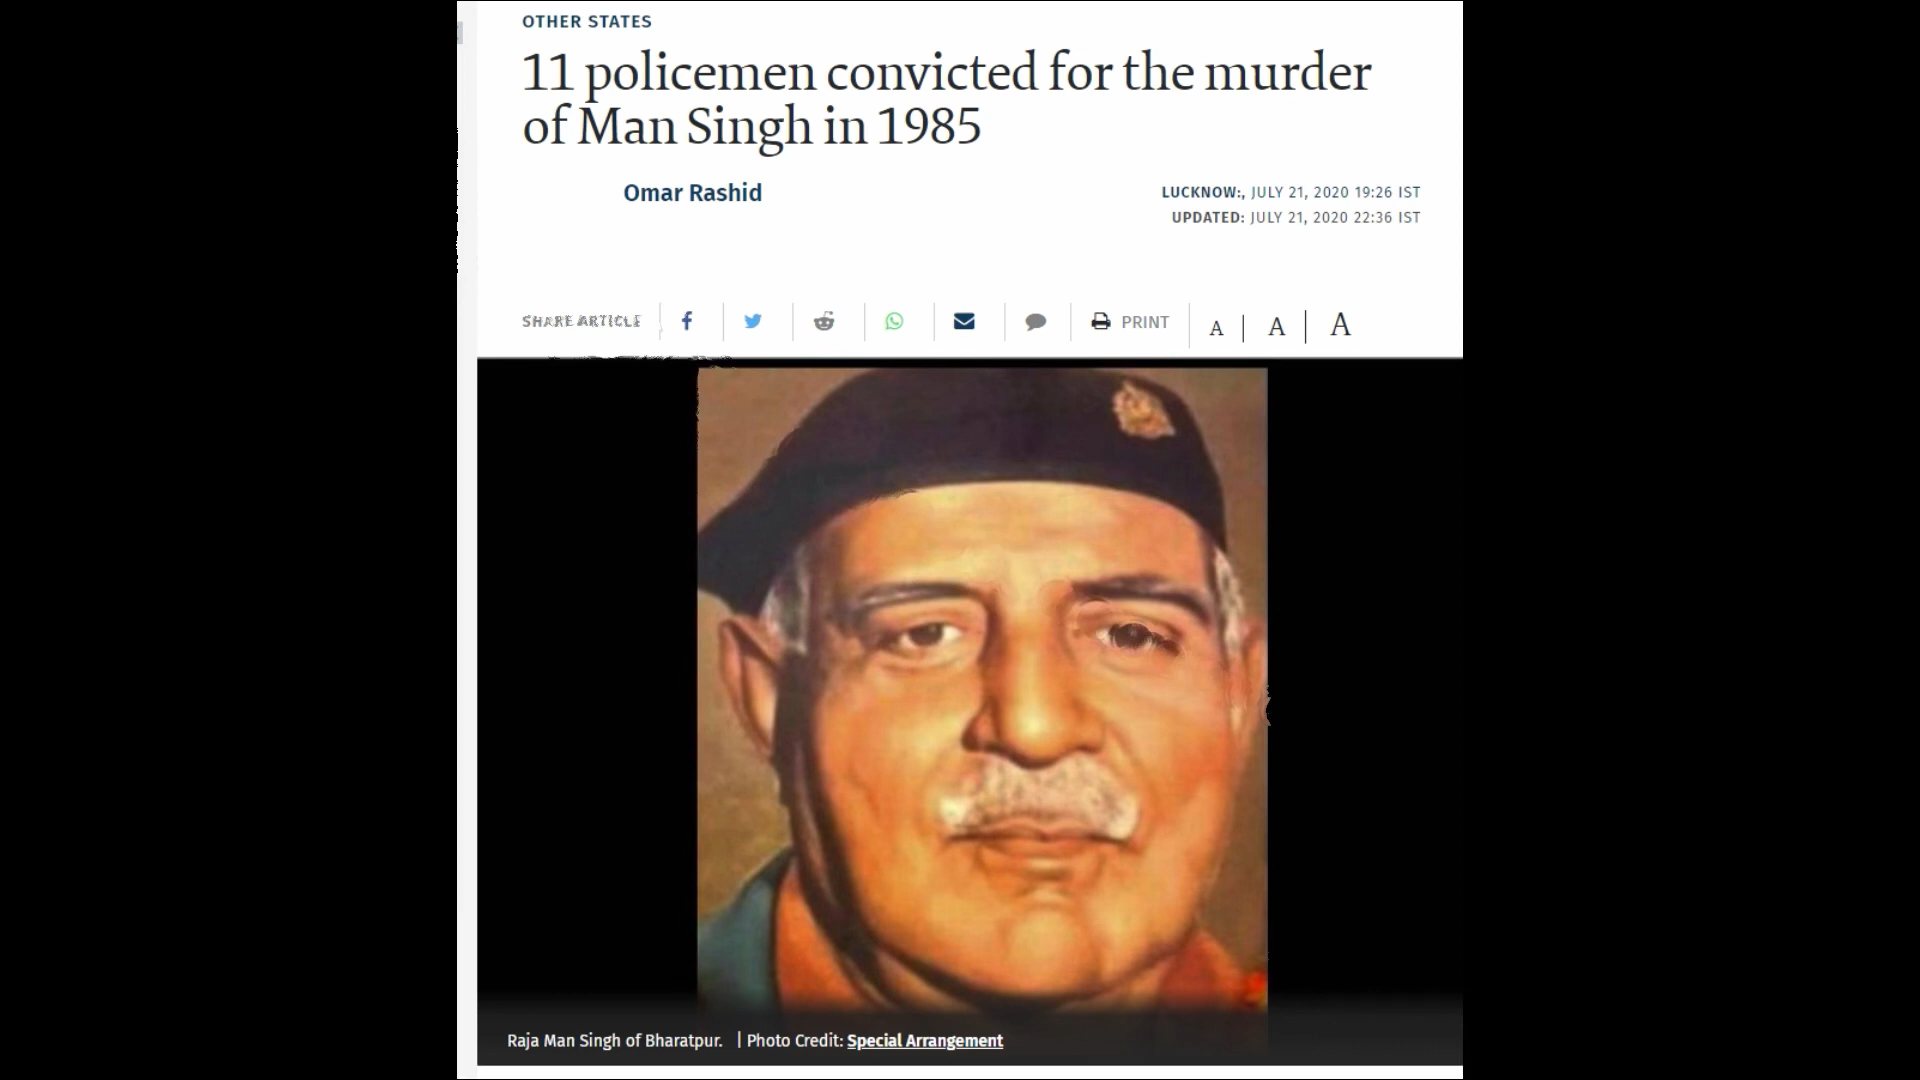 OTHER STATES
11 policemen convicted for the murder
of Man Singh in 1985
Omar Rashid
LUCKNOW:, JULY 21, 2020 19:26 IST
UPDATED: JULY 21, 2020 22:36 IST
SHARE ARTICLE PRINT A A A
Raja Man Singh of Bharatpur. | Photo Credit: Special Arrangement